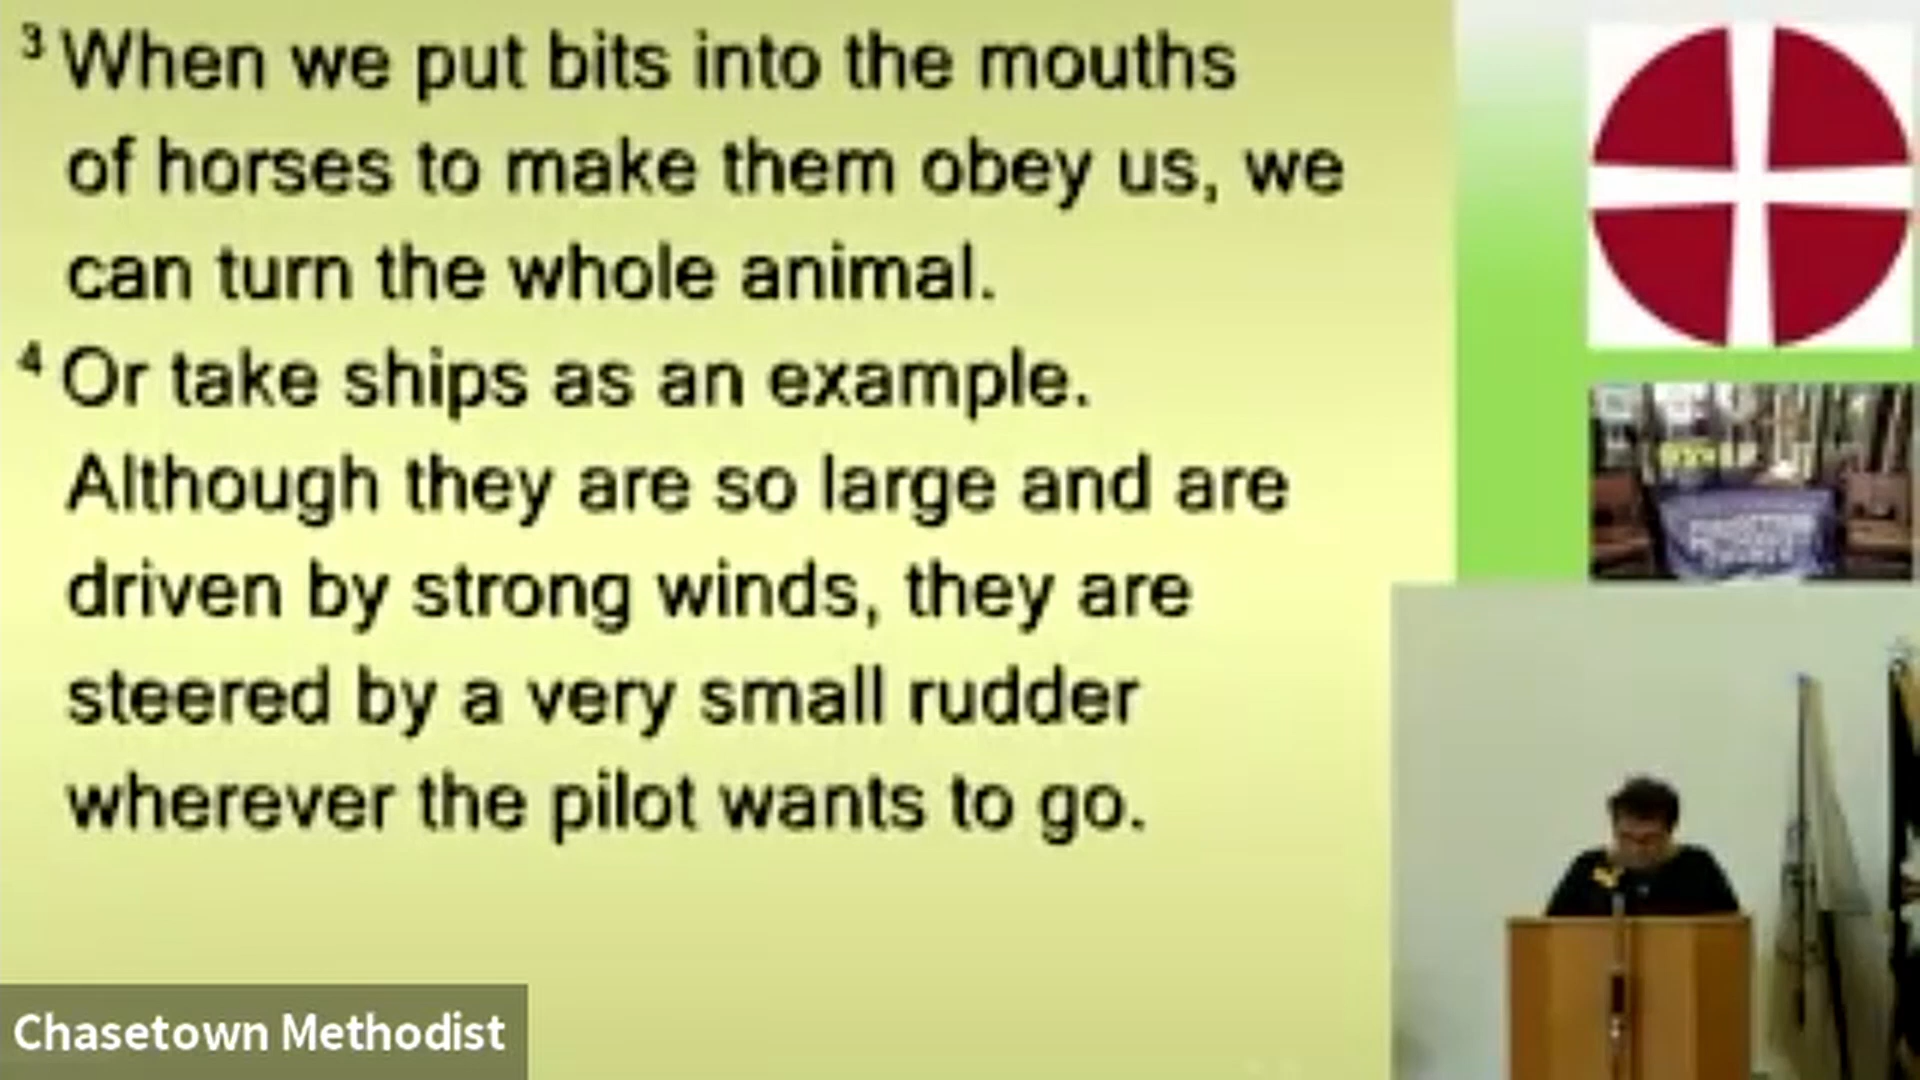 3 When we put bits into the mouths
of horses to make them obey us, we
can turn the whole animal.
4 Or take ships as an example.
Although they are so large and are
driven by strong winds, they are
steered by a very small rudder
wherever the pilot wants to go.
Chasetown Methodist